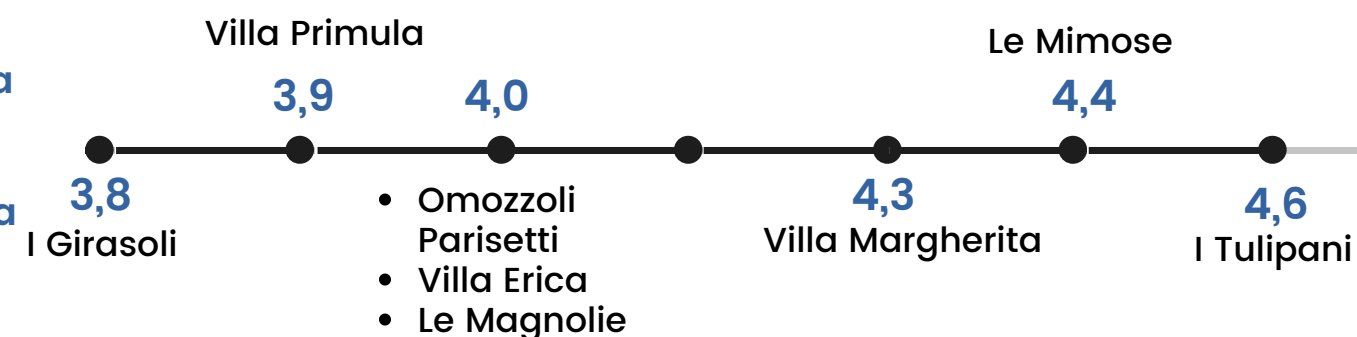 Villa Primula
Le Mimose
a
3,9
4,0
4,4
3,8
4,3
4,6
a
I Girasoli
• Omozzoli
Parisetti
• Villa Erica
• Le Magnolie
Villa Margherita
I Tulipani